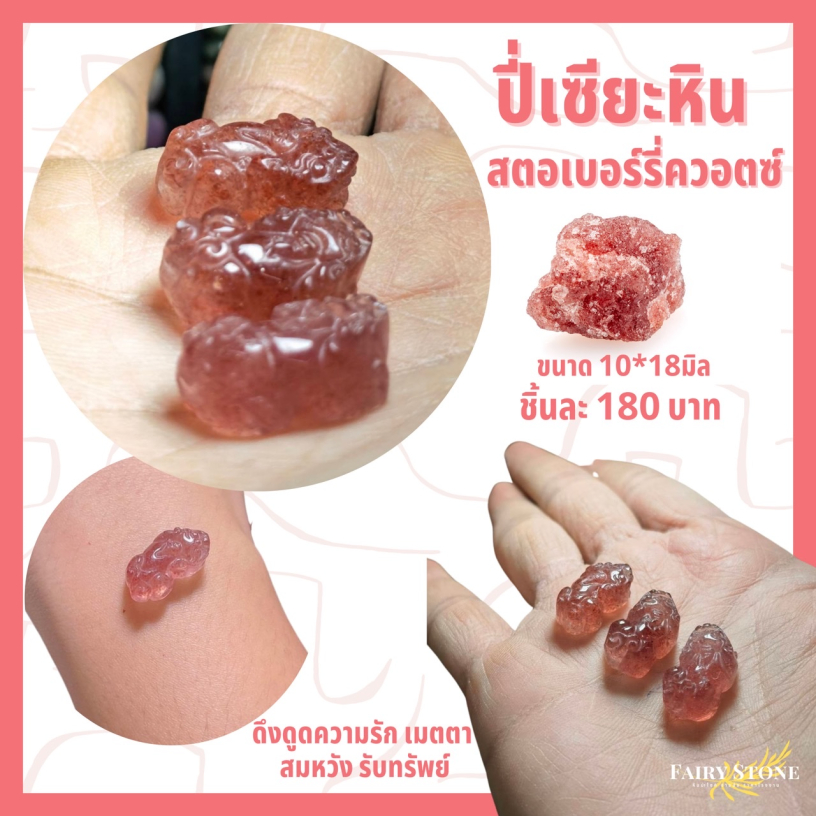 ปี่เซียะหิน
สตอเบอร์รี่ควอตซ์
ขนาด 10*18มิล
ชิ้นละ 180 บาท
ดึงดูดความรัก เมตตา
สมหวัง รับทรัพย์
FAIRY STONE